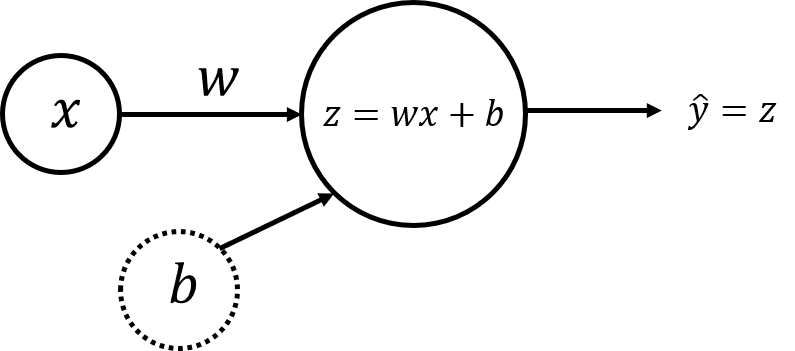 x
w
z = wx + b
ŷ = z
b